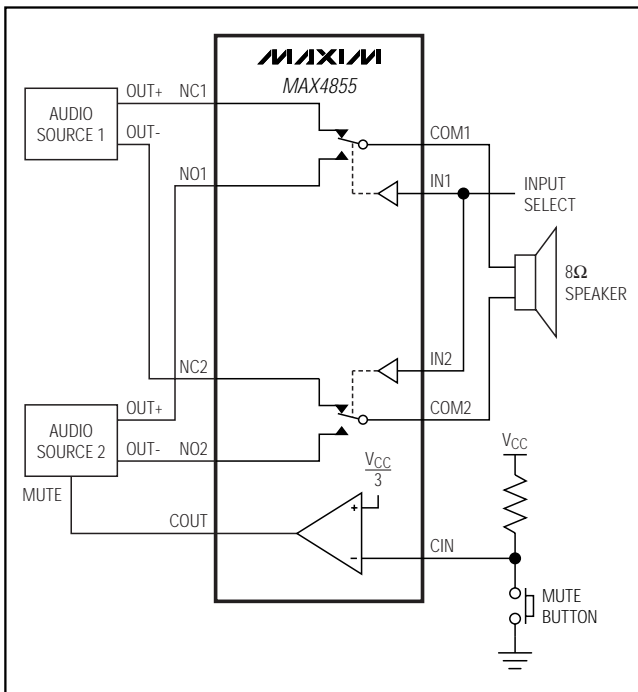 MAXIM
MAX4855
AUDIO
SOURCE 1
OUT+
OUT-
NC1
NO1
COM1
IN1
INPUT
SELECT
8Ω
SPEAKER
NC2
IN2
COM2
AUDIO
SOURCE 2
OUT+
OUT-
NO2
MUTE
COUT
VCC
3
+
-
CIN
VCC
MUTE
BUTTON